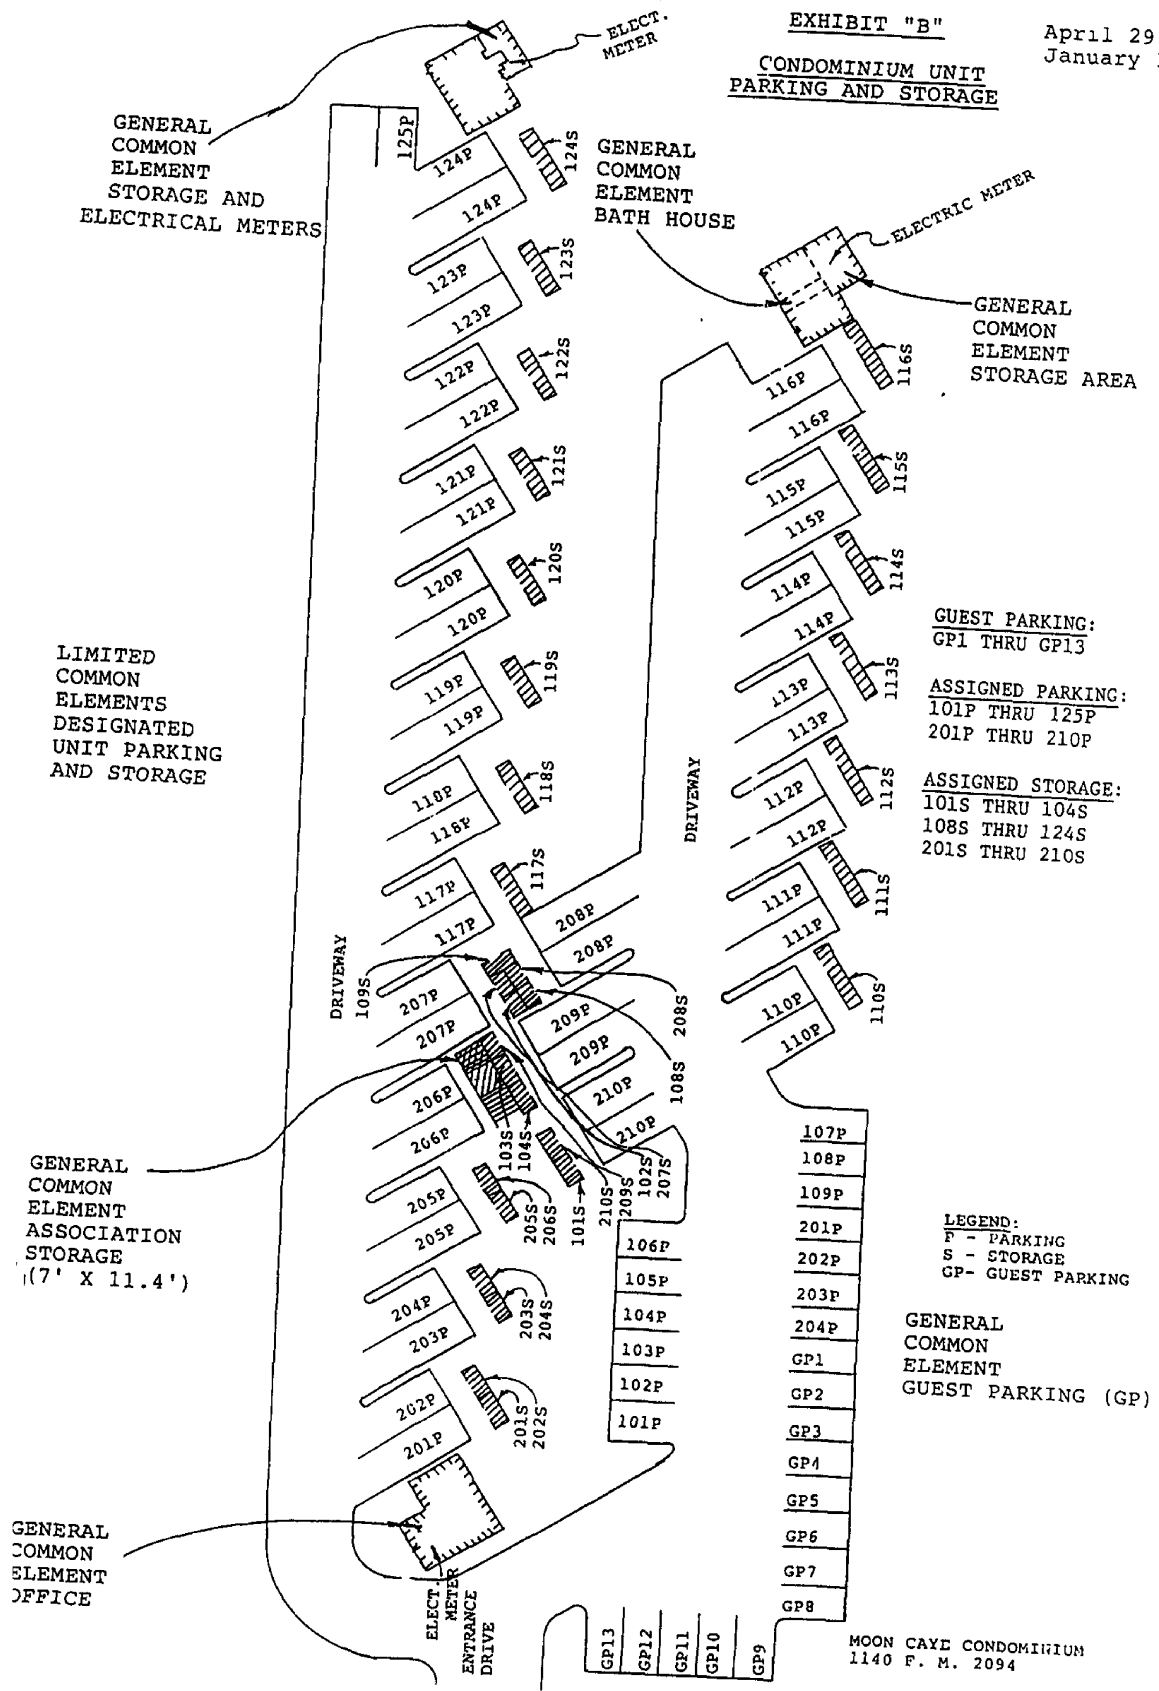 EXHIBIT "B"
April 29
January
CONDOMINIUM UNIT
PARKING AND STORAGE
ELECT.
METER
GENERAL
COMMON
ELEMENT
STORAGE AND
ELECTRICAL METERS
GENERAL
COMMON
ELEMENT
BATH HOUSE
ELECTRIC METER
GENERAL
COMMON
ELEMENT
STORAGE AREA
125P
124P
124P
124S
123P
123P
123S
122P
122P
122S
121P
121P
121S
120P
120P
120S
119P
119P
119S
118P
118P
118S
117P
117P
117S
116P
116P
116S
115P
115P
115S
114P
114P
114S
113P
113P
113S
112P
112P
112S
111P
111P
111S
110P
110P
110S
LIMITED
COMMON
ELEMENTS
DESIGNATED
UNIT PARKING
AND STORAGE
GUEST PARKING:
GP1 THRU GP13
ASSIGNED PARKING:
101P THRU 125P
201P THRU 210P
ASSIGNED STORAGE:
101S THRU 104S
108S THRU 124S
201S THRU 210S
DRIVEWAY
DRIVEWAY
109S
208P
208P
208S
108S
207P
207P
209P
209P
210P
210P
206P
206P
103S
104S
101S
210S
209S
102S
207S
205P
205P
205S
206S
204P
203P
203S
204S
202P
201P
201S
202S
GENERAL
COMMON
ELEMENT
ASSOCIATION
STORAGE
(7' X 11.4')
106P
105P
104P
103P
102P
101P
107P
108P
109P
201P
202P
203P
204P
GP1
GP2
GP3
GP4
GP5
GP6
GP7
GP8
GP13
GP12
GP11
GP10
GP9
LEGEND:
P - PARKING
S - STORAGE
GP- GUEST PARKING
GENERAL
COMMON
ELEMENT
GUEST PARKING (GP)
GENERAL
COMMON
ELEMENT
OFFICE
ELECT.
METER
ENTRANCE
DRIVE
MOON CAYE CONDOMINIUM
1140 F. M. 2094